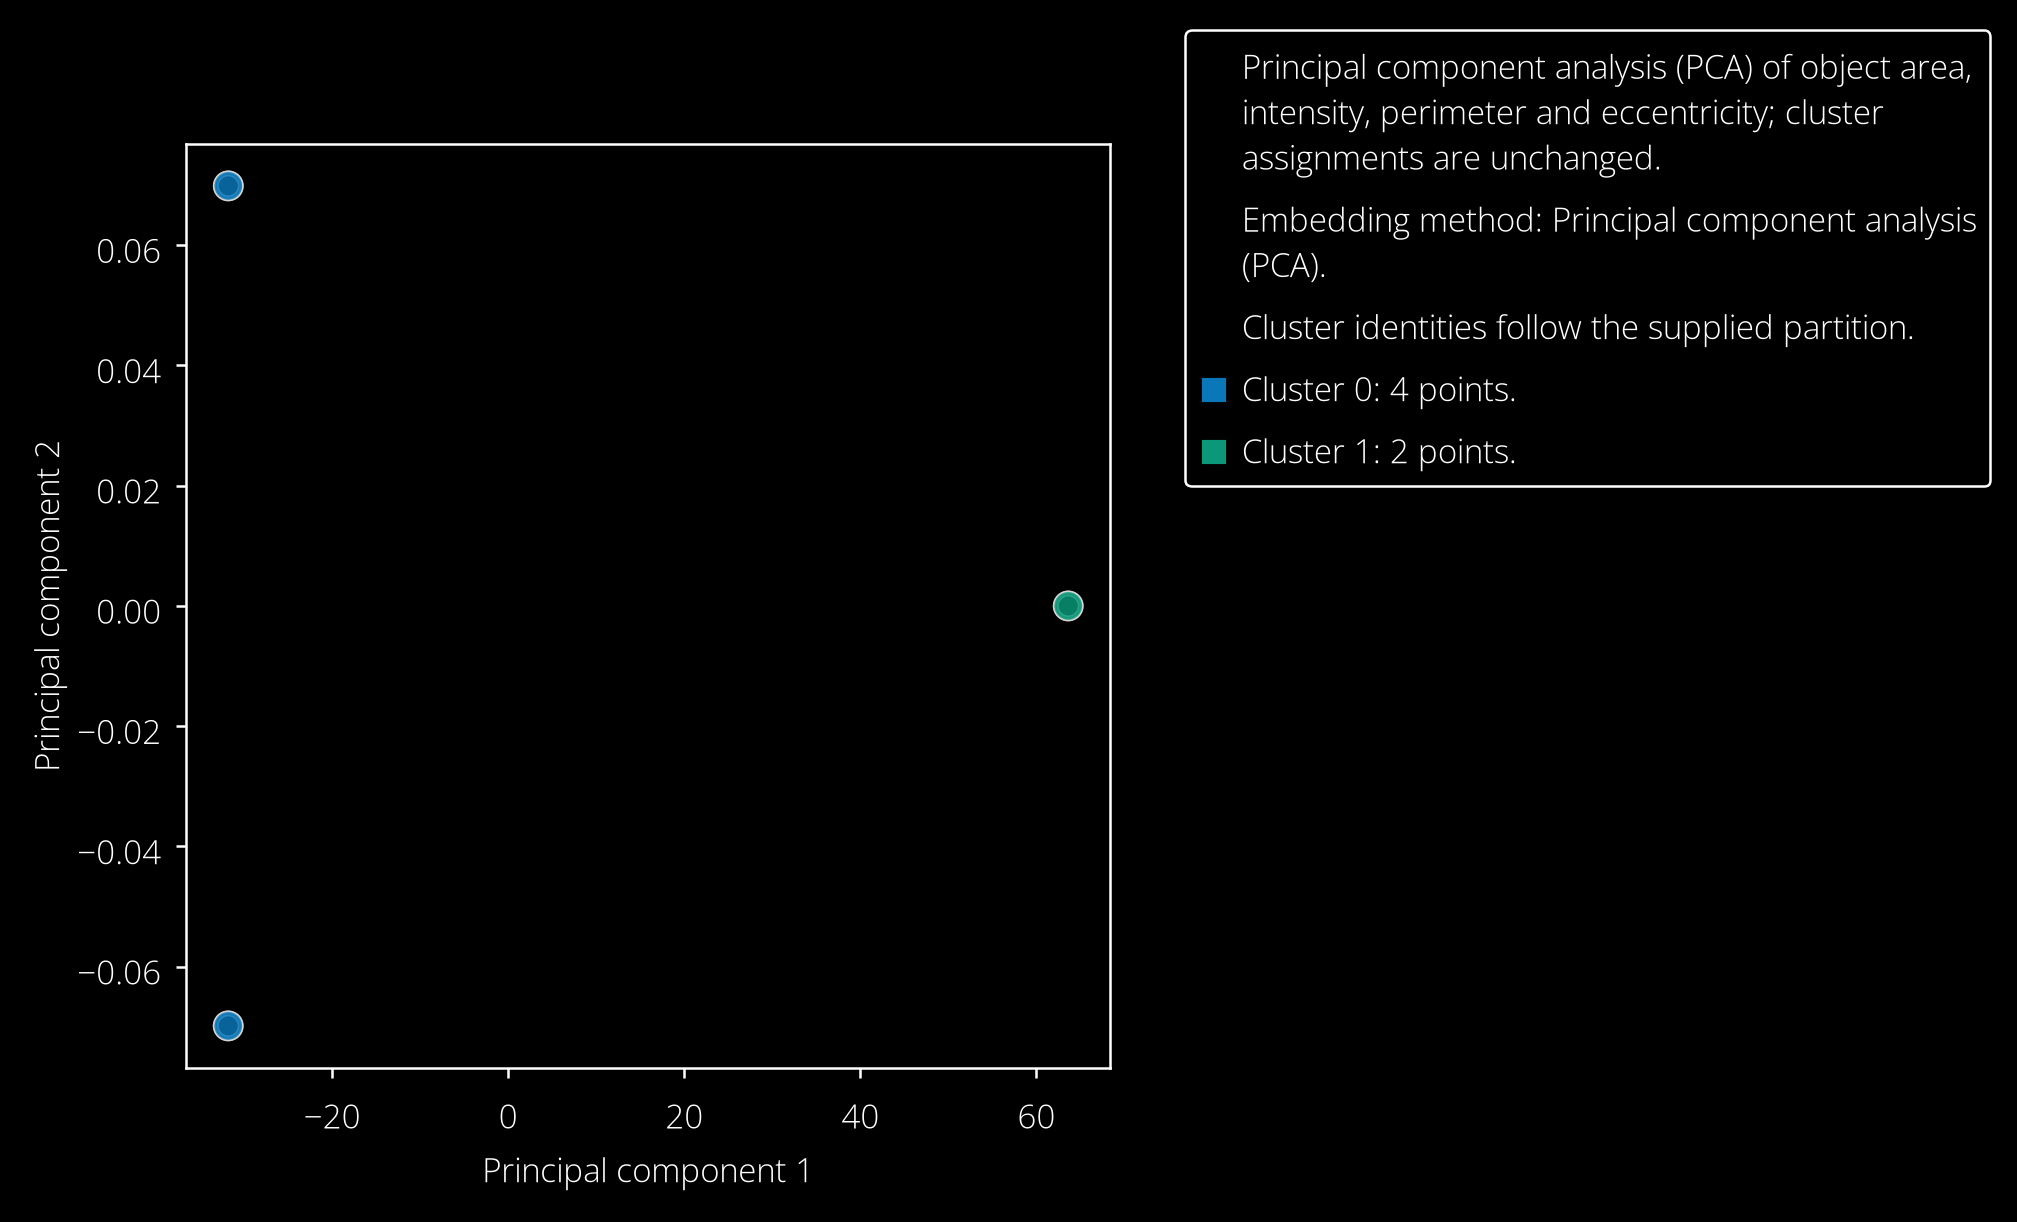 Principal component analysis (PCA) of object area,
intensity, perimeter and eccentricity; cluster
assignments are unchanged.
Embedding method: Principal component analysis
(PCA).
Cluster identities follow the supplied partition.
Cluster 0: 4 points.
Cluster 1: 2 points.
Principal component 2
0.06
0.04
0.02
0.00
−0.02
−0.04
−0.06
−20 0 20 40 60
Principal component 1